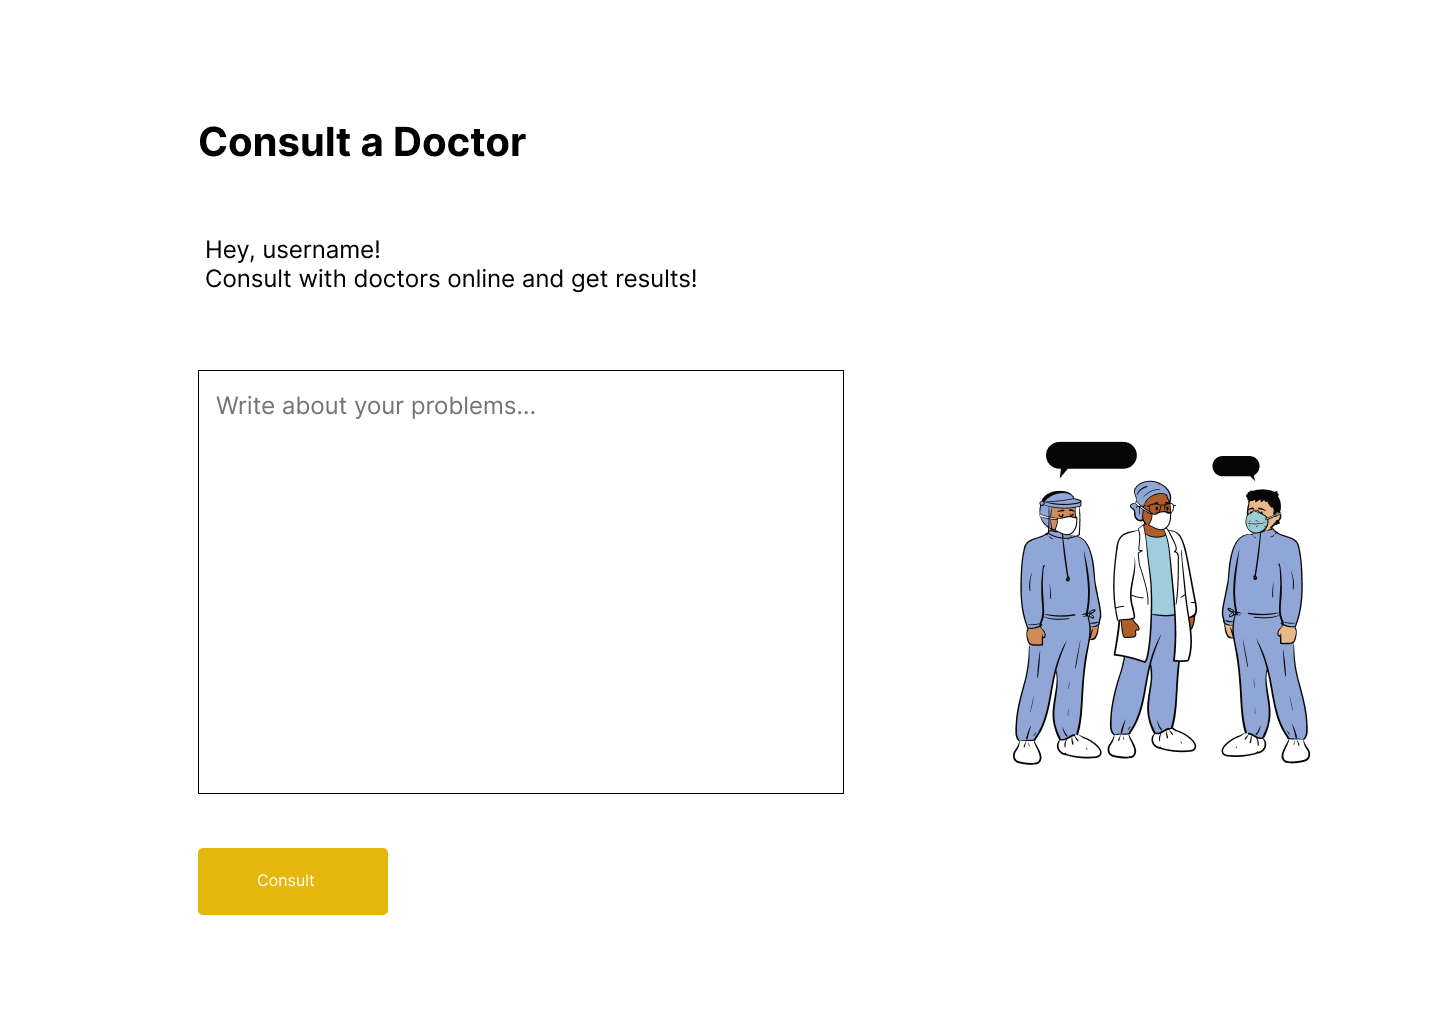 Consult a Doctor
Hey, username!
Consult with doctors online and get results!
Write about your problems...
Consult